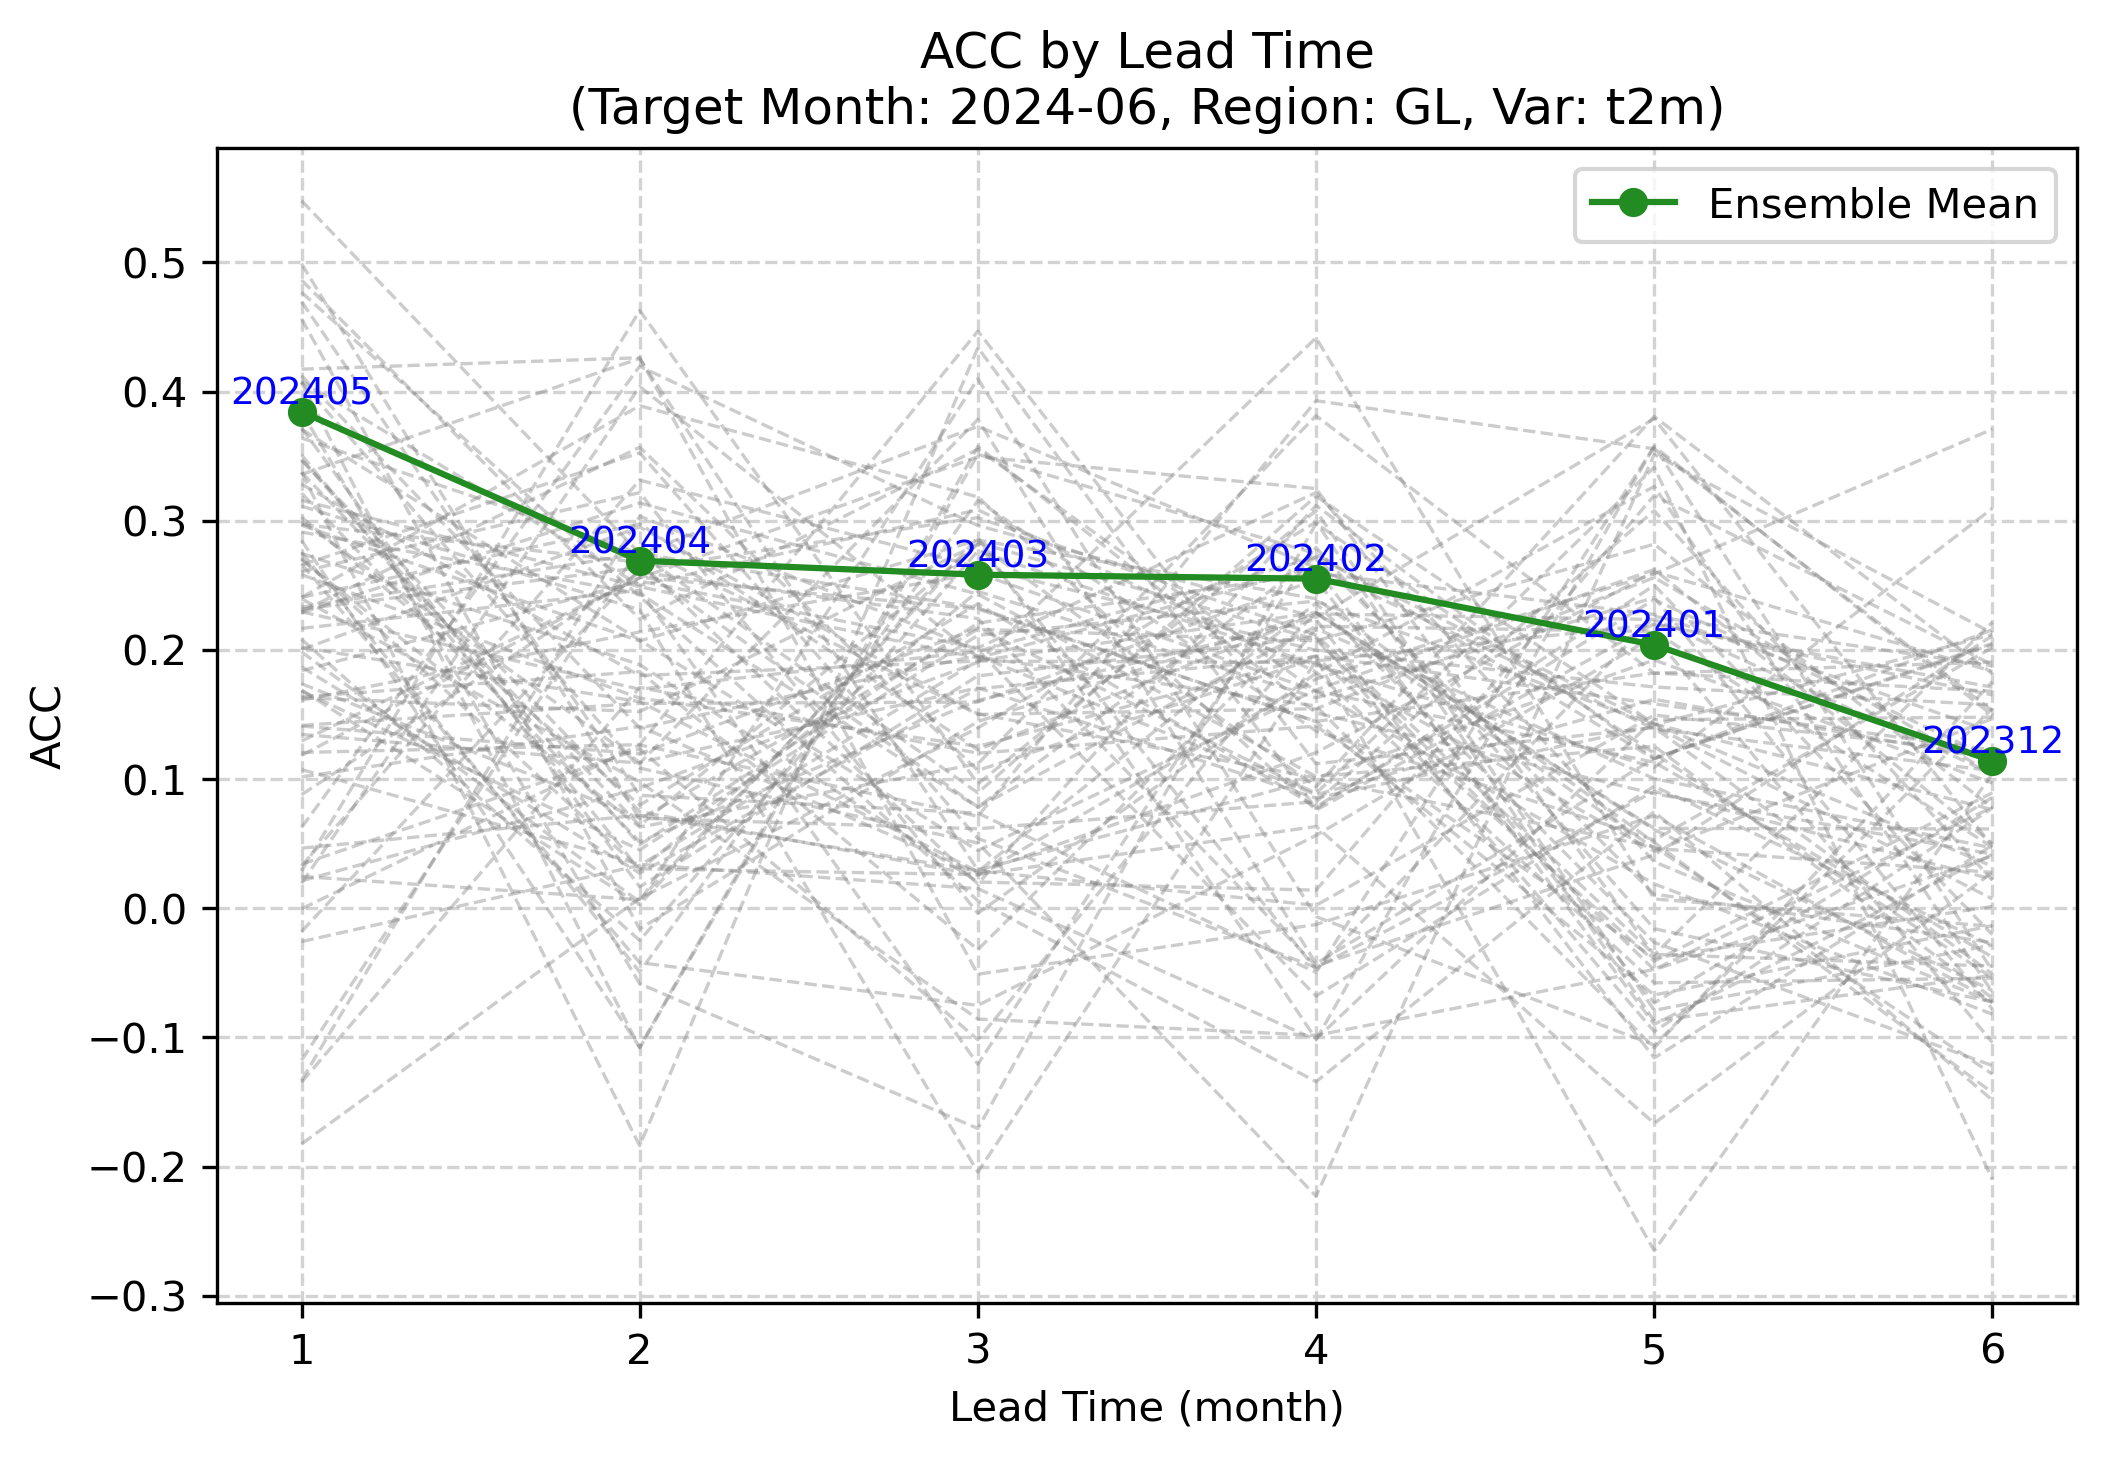 ACC by Lead Time
(Target Month: 2024-06, Region: GL, Var: t2m)
Ensemble Mean
0.5
0.4
0.3
0.2
0.1
0.0
−0.1
−0.2
−0.3
ACC
202405
202404
202403
202402
202401
202312
1 2 3 4 5 6
Lead Time (month)